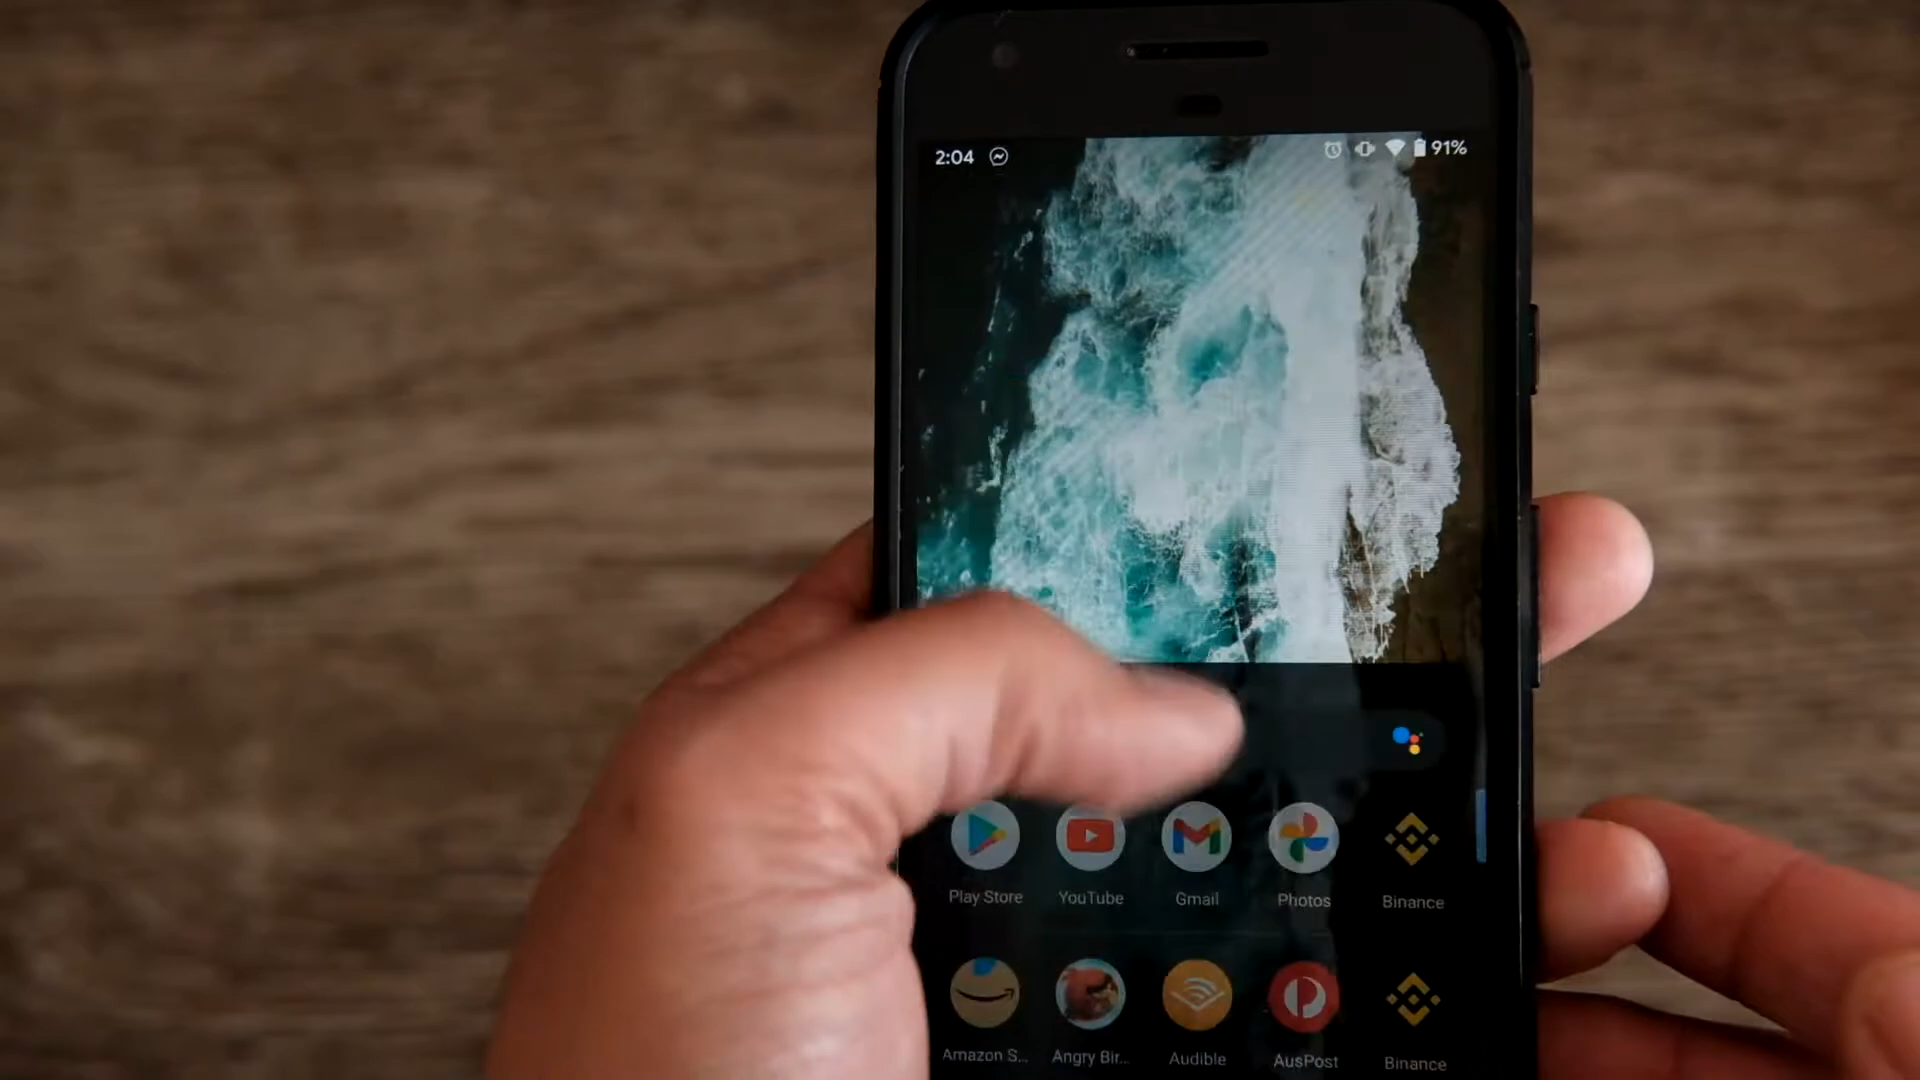 2:04 91%
Play Store YouTube Gmail Photos Binance
Amazon S... Angry Bir... Audible AusPost Binance